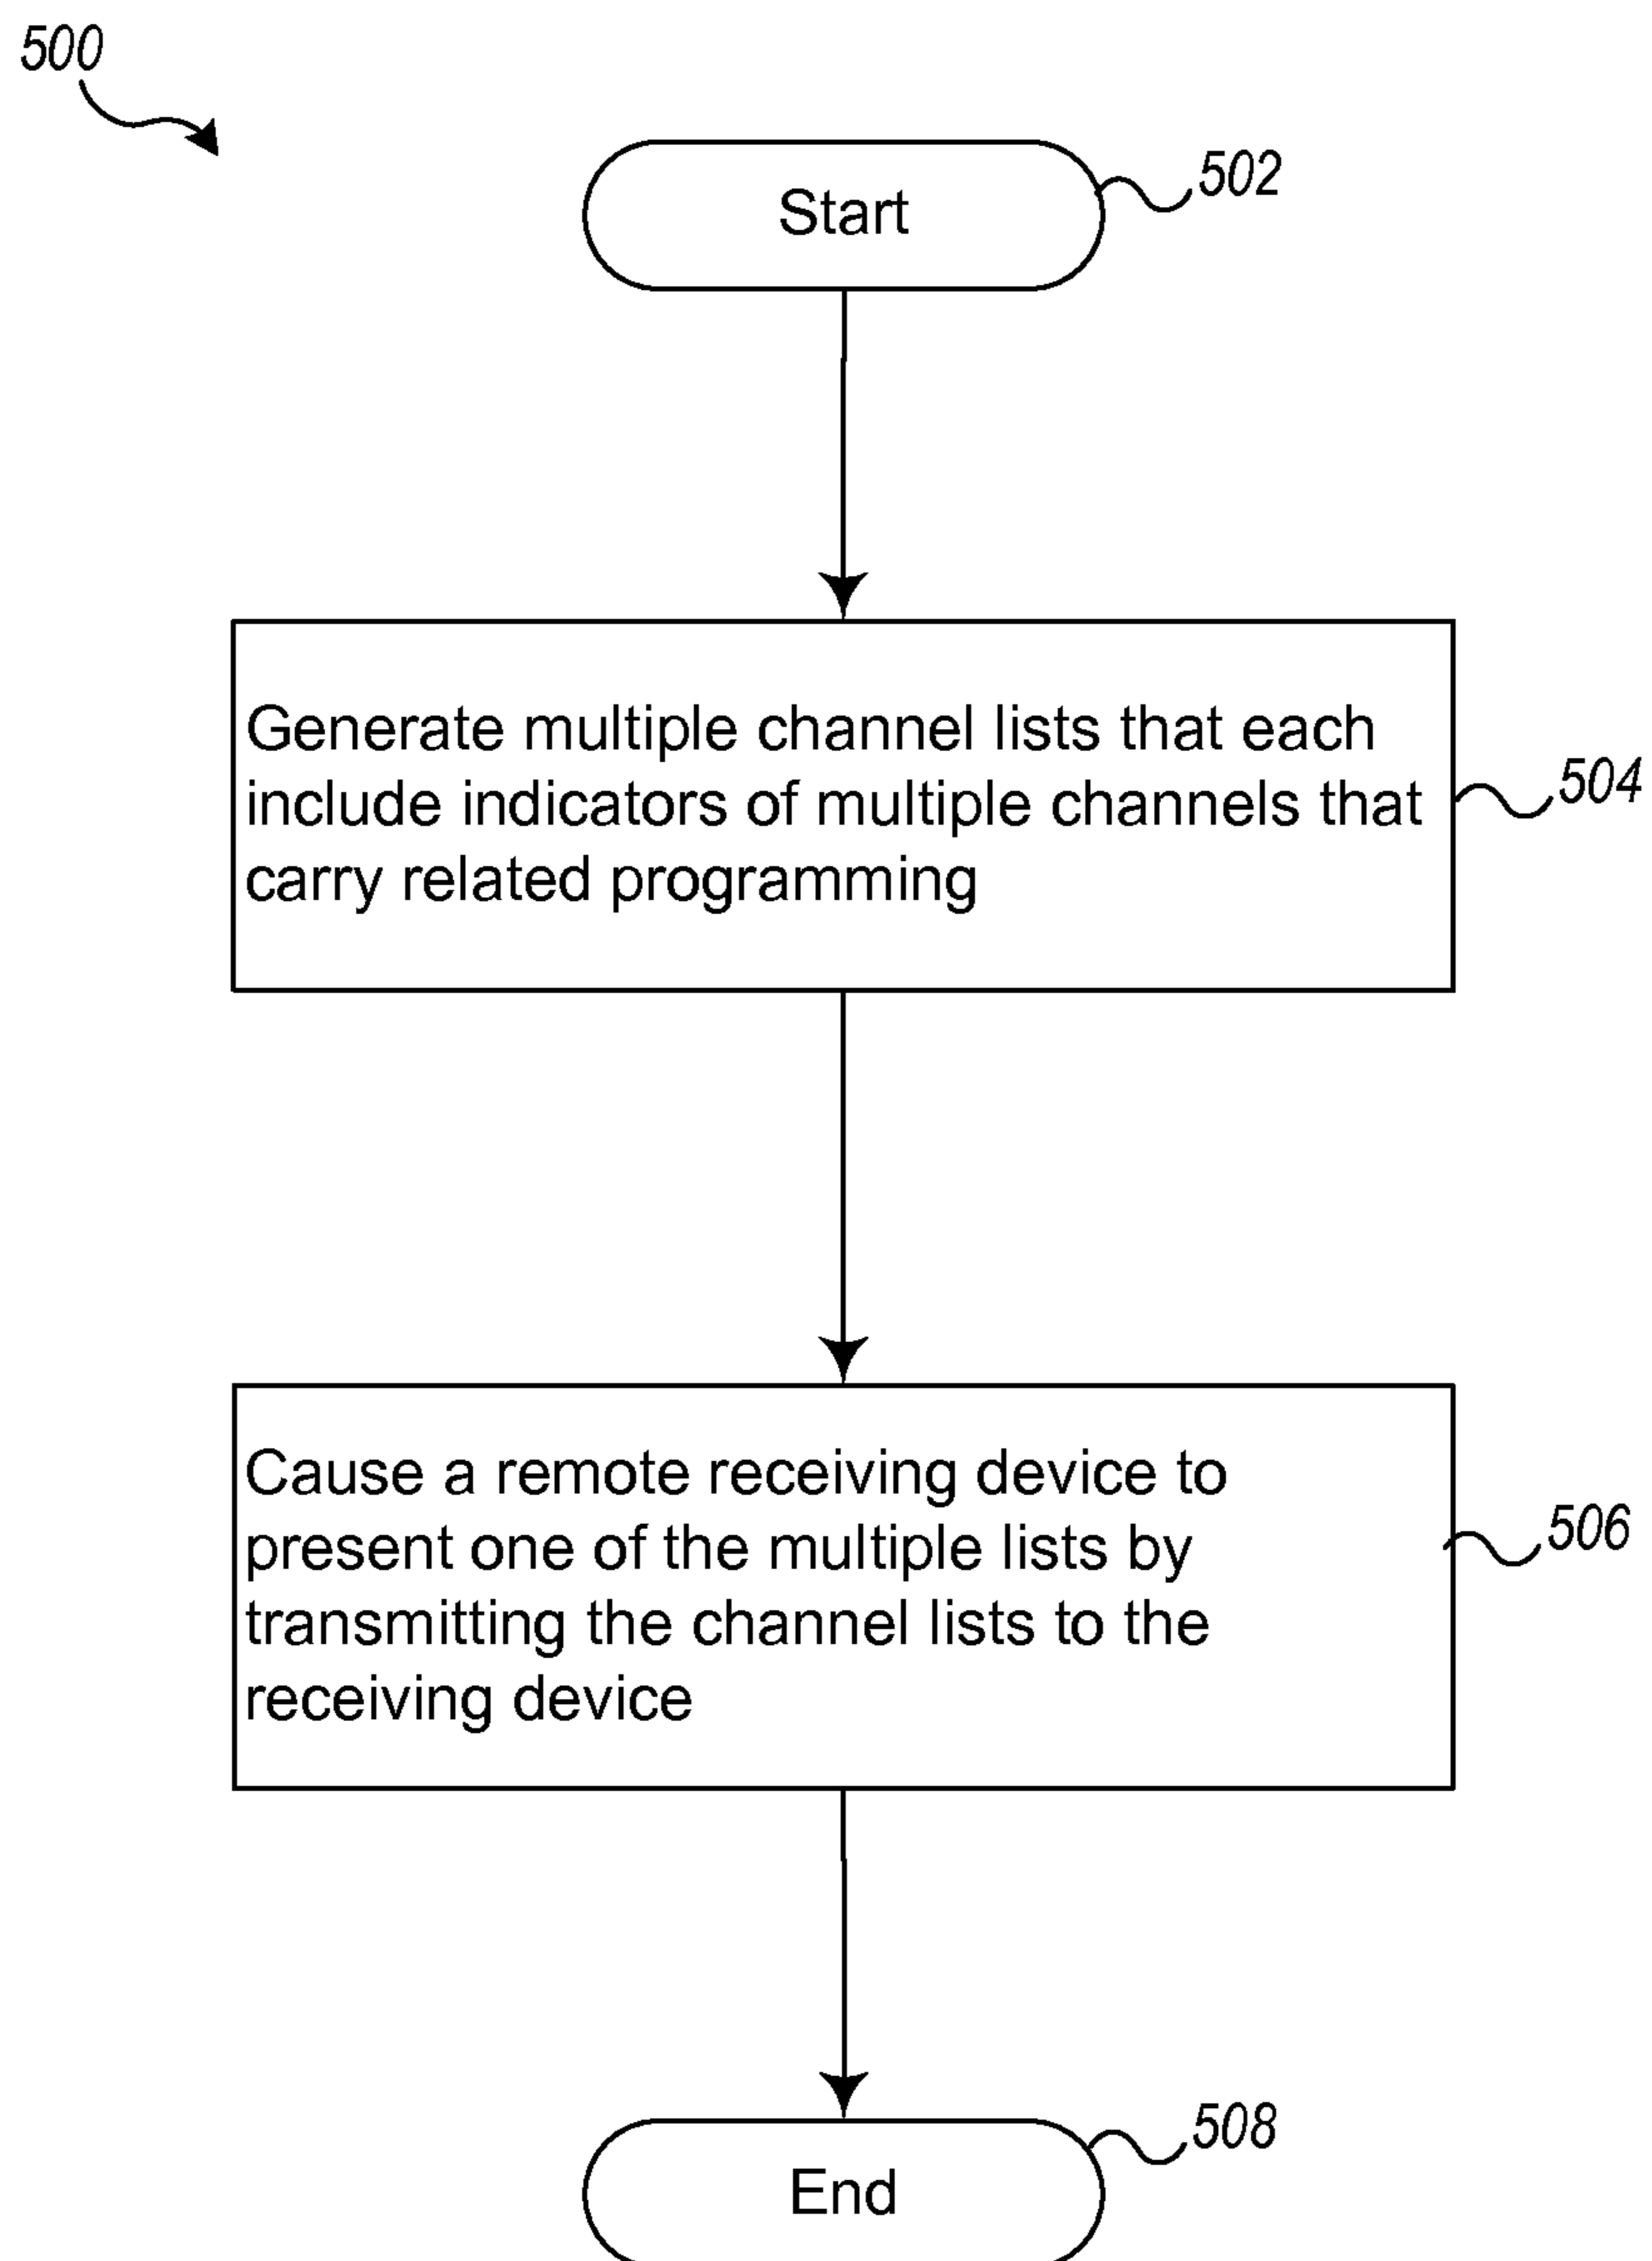 500
Start
502
Generate multiple channel lists that each
include indicators of multiple channels that
carry related programming
504
Cause a remote receiving device to
present one of the multiple lists by
transmitting the channel lists to the
receiving device
506
End
508